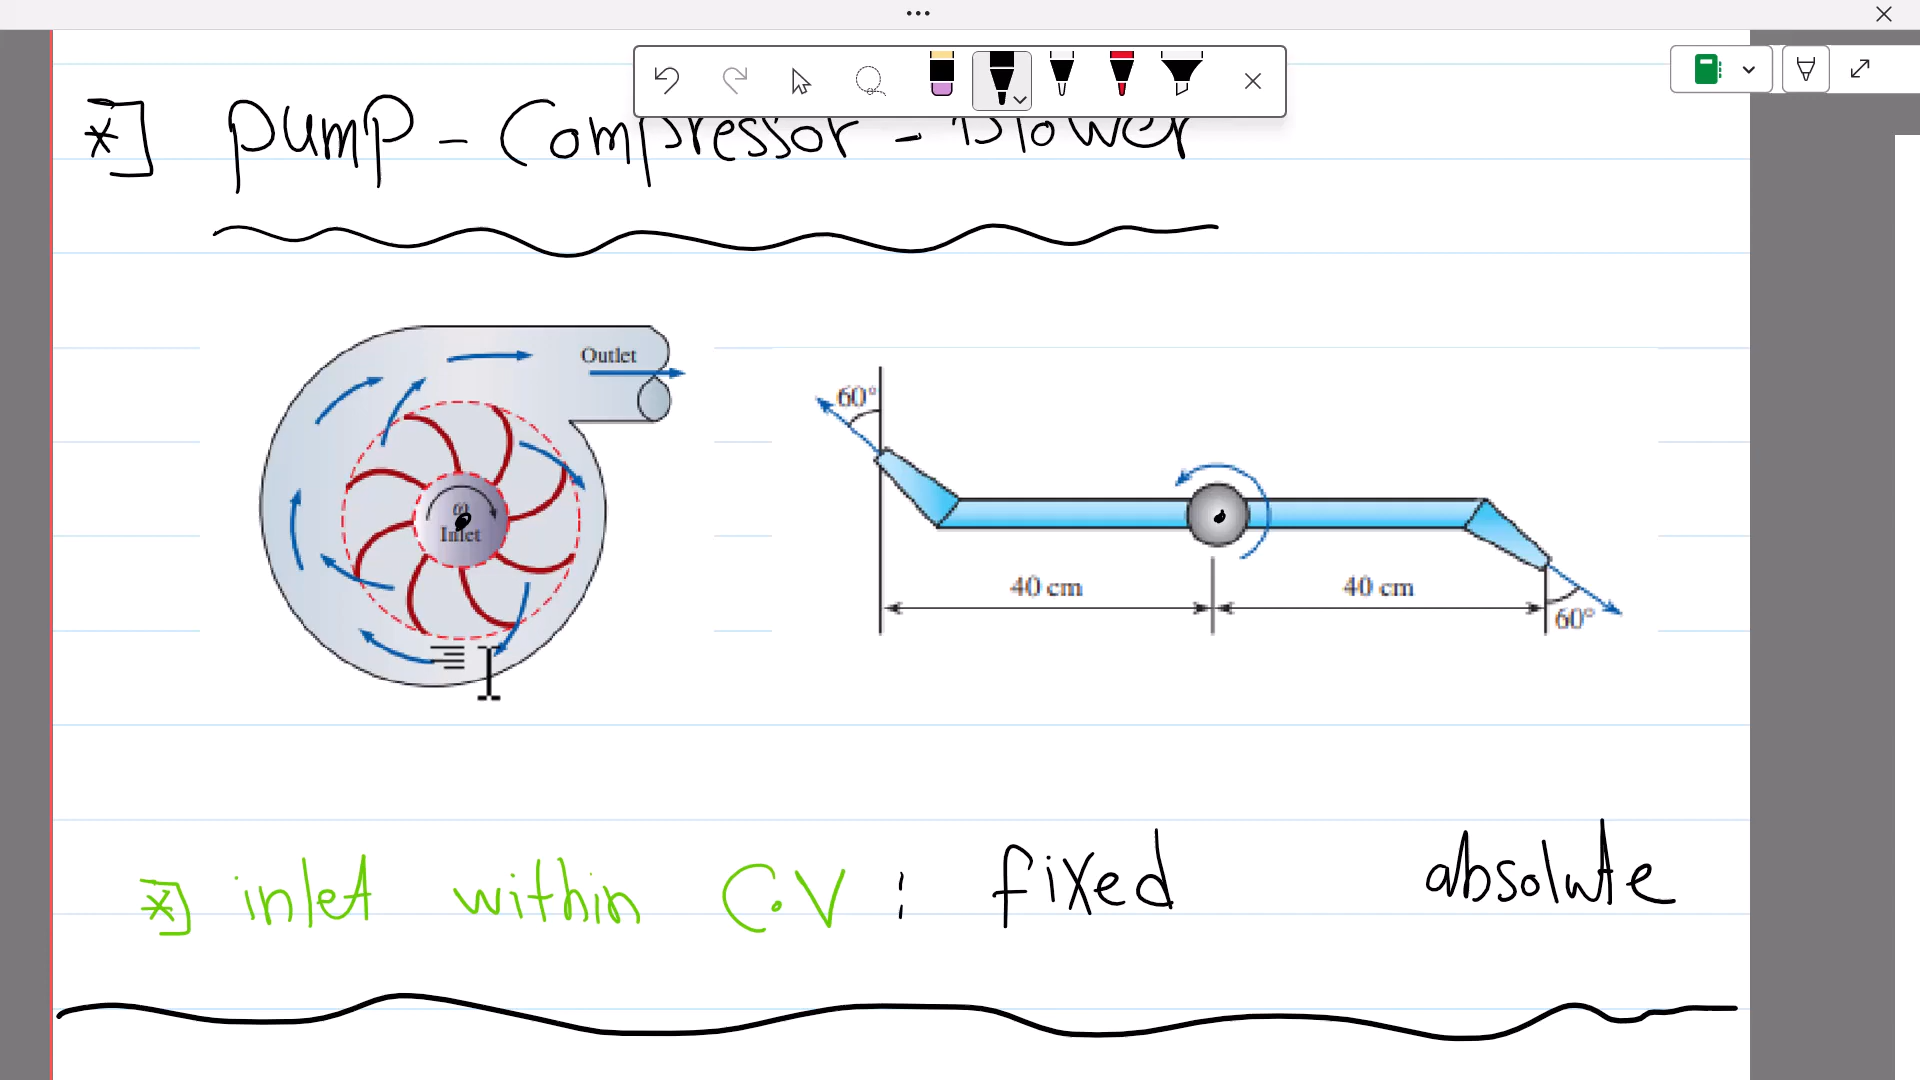 *] pump - Compressor - Blower
Outlet
ω
Inlet
60°
40 cm 40 cm
60°
*] inlet within C.V : fixed absolute